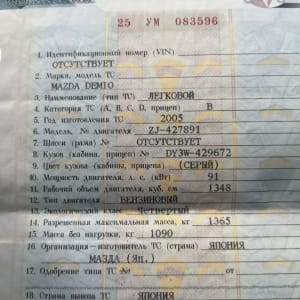 25 УМ 083596
1. Идентификационный номер (VIN)
ОТСУТСТВУЕТ
2. Марка, модель ТС
MAZDA DEMIO
3. Наименование (тип ТС) ЛЕГКОВОЙ
4. Категория ТС (А, В, С, D, прицеп) В
5. Год изготовления ТС 2005
6. Модель, № двигателя ZJ-427891
7. Шасси (рама) № ОТСУТСТВУЕТ
8. Кузов (кабина, прицеп) № DY3W-429672
9. Цвет кузова (кабины, прицепа) (СЕРЫЙ)
10. Мощность двигателя, л. с. (кВт) 91
11. Рабочий объем двигателя, куб. см 1348
12. Тип двигателя БЕНЗИНОВЫЙ
13. Экологический класс Четвертый
14. Разрешенная максимальная масса, кг 1365
15. Масса без нагрузки, кг 1090
16. Организация-изготовитель ТС (страна) ЯПОНИЯ
МАЗДА (Яп.)
17. Одобрение типа ТС № от
18. Страна вывоза ТС ЯПОНИЯ